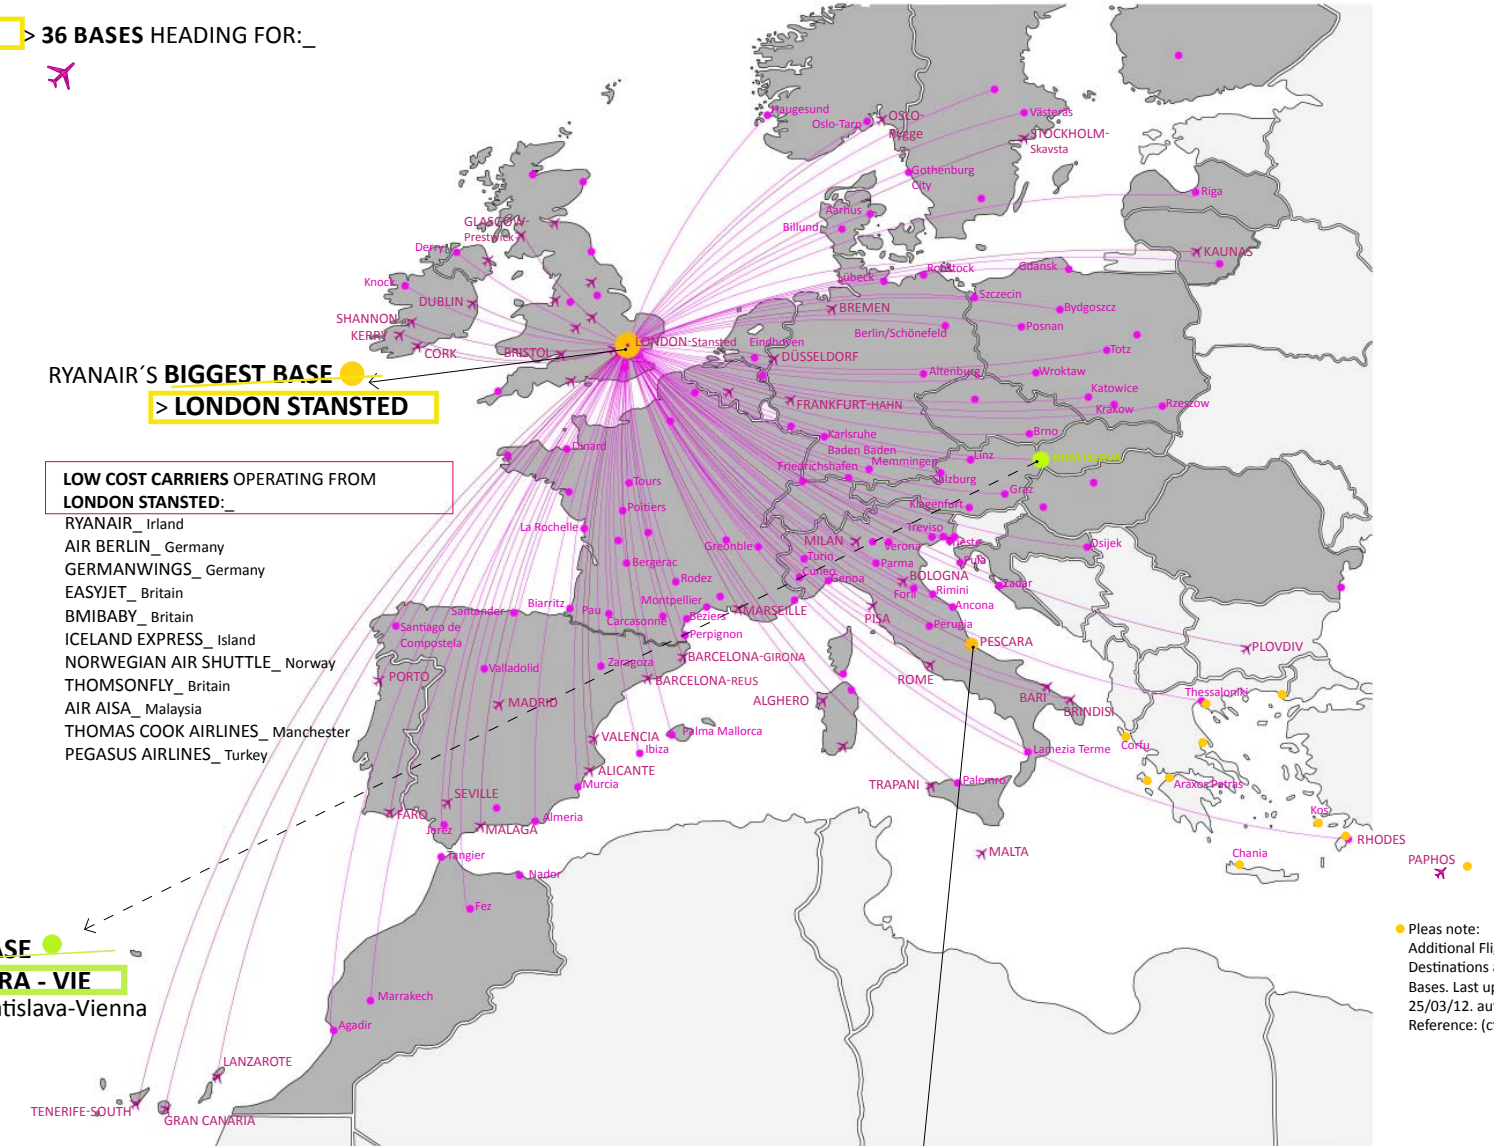 > 36 BASES HEADING FOR:_
RYANAIR´S BIGGEST BASE
> LONDON STANSTED
LOW COST CARRIERS OPERATING FROM
LONDON STANSTED:_
RYANAIR_ Irland
AIR BERLIN_ Germany
GERMANWINGS_ Germany
EASYJET_ Britain
BMIBABY_ Britain
ICELAND EXPRESS_ Island
NORWEGIAN AIR SHUTTLE_ Norway
THOMSONFLY_ Britain
AIR AISA_ Malaysia
THOMAS COOK AIRLINES_ Manchester
PEGASUS AIRLINES_ Turkey
ASE
RA - VIE
tislava-Vienna
Haugesund
Oslo-Tarp
OSLO-
Rygge
Västeras
STOCKHOLM-
Skavsta
Gothenburg
City
Riga
Aarhus
Billund
GLASGOW-
Prestwick
Derry
KAUNAS
Knock
Lübeck
Rohstock
Gdansk
DUBLIN
Szczecin
SHANNON
BREMEN
Bydgoszcz
KERRY
Berlin/Schönefeld
Posnan
CORK
BRISTOL
LONDON-Stansted
Eindhoven
DÜSSELDORF
Totz
Altenburg
Wroktaw
Katowice
FRANKFURT-HAHN
Krakow
Rzeszow
Dinard
Karlsruhe
Baden Baden
Brno
Friedrichshafen
Memmingen
Linz
BRATISLAVA
Tours
Salzburg
Graz
Poitiers
Klagenfurt
La Rochelle
Treviso
Greonble
MILAN
Verona
Trieste
Osijek
Turin
Parma
Pula
Bergerac
Cuneo
Genoa
BOLOGNA
Zadar
Rodez
Forli
Rimini
Biarritz
Pau
Montpellier
MARSEILLE
Ancona
Santander
Carcasonne
Beziers
PISA
Perugia
Santiago de
Compostela
Perpignon
PESCARA
BARCELONA-GIRONA
PLOVDIV
Valladolid
Zaragoza
PORTO
BARCELONA-REUS
ROME
MADRID
ALGHERO
BARI
Thessaloniki
BRINDISI
VALENCIA
Palma Mallorca
Ibiza
Lamezia Terme
Corfu
ALICANTE
Murcia
TRAPANI
Palemro
Araxos Patras
SEVILLE
FARO
Jerez
MALAGA
Almeria
Kos
RHODES
Tangier
MALTA
Chania
PAPHOS
Nador
Fez
Marrakech
Agadir
LANZAROTE
TENERIFE-SOUTH
GRAN CANARIA
Pleas note:
Additional Fli
Destinations a
Bases. Last up
25/03/12. au
Reference: (c